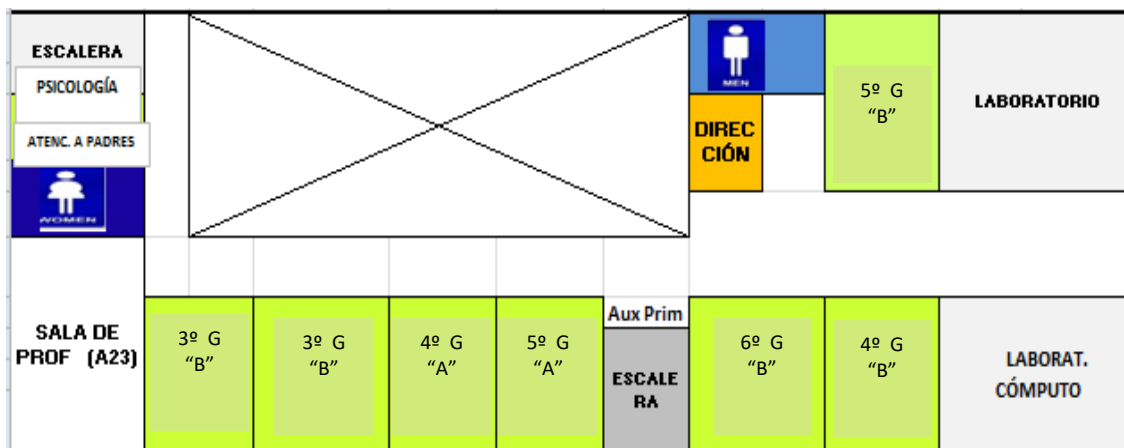 ESCALERA
PSICOLOGÍA
ATENC. A PADRES
WOMEN
MEN
DIREC
CIÓN
5º G
“B”
LABORATORIO
SALA DE
PROF (A23)
3º G
“B”
3º G
“B”
4º G
“A”
5º G
“A”
Aux Prim
ESCALE
RA
6º G
“B”
4º G
“B”
LABORAT.
CÓMPUTO